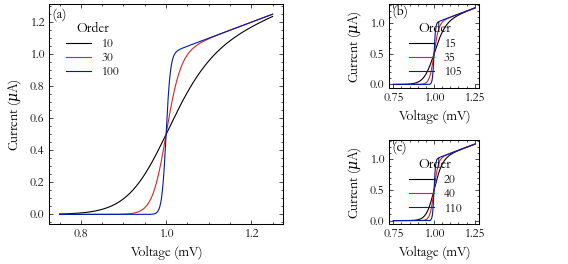 (a)
Order
10
30
100
1.2
1.0
0.8
0.6
0.4
0.2
0.0
0.8
1.0
1.2
Current (μA)
Voltage (mV)
(b)
Order
15
35
105
1.0
0.5
0.0
0.75
1.00
1.25
Current (μA)
Voltage (mV)
(c)
Order
20
40
110
1.0
0.5
0.0
0.75
1.00
1.25
Current (μA)
Voltage (mV)